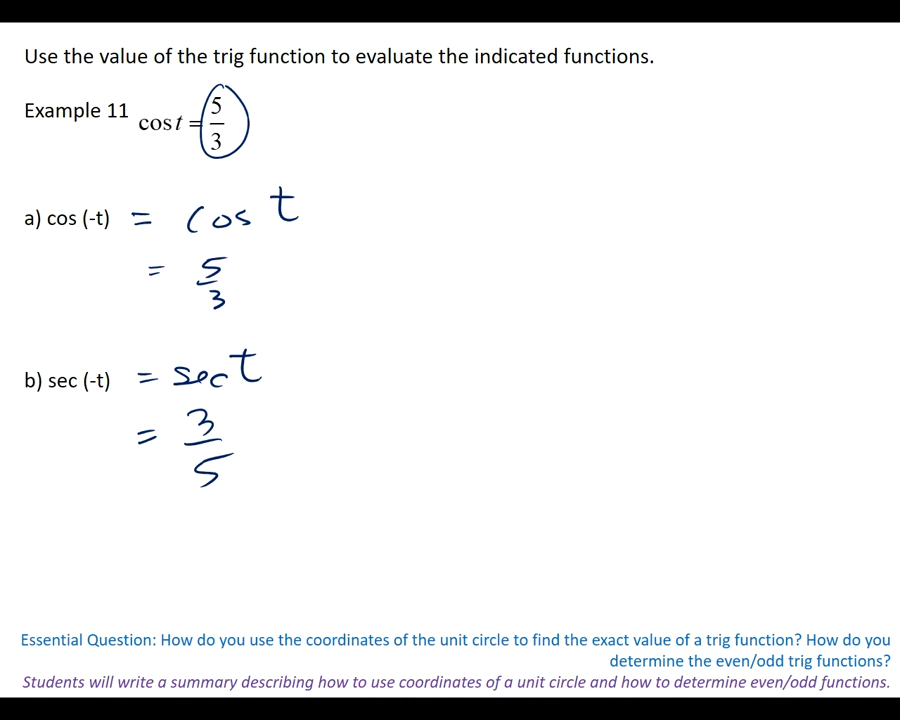 Use the value of the trig function to evaluate the indicated functions.
Example 11 cos t = 5/3
a) cos (-t) = cos t
= 5/3
b) sec (-t) = sec t
= 3/5
Essential Question: How do you use the coordinates of the unit circle to find the exact value of a trig function? How do you
determine the even/odd trig functions?
Students will write a summary describing how to use coordinates of a unit circle and how to determine even/odd functions.